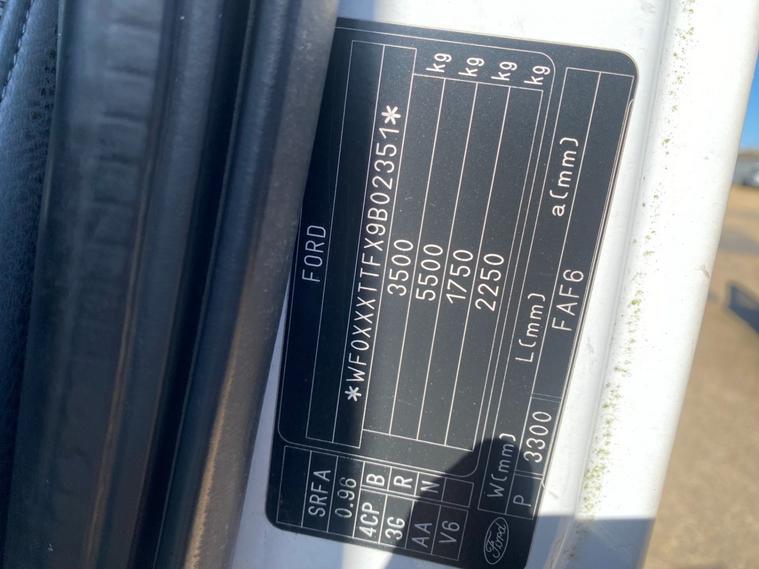 FORD
*WF0XXXTTFX9B02351*
3500 kg
5500 kg
1750 kg
2250 kg
SRFA
0.96
4CP B
3G R
AA N
V6
W(mm) L(mm) a(mm)
P 3300 FAF6
Ford